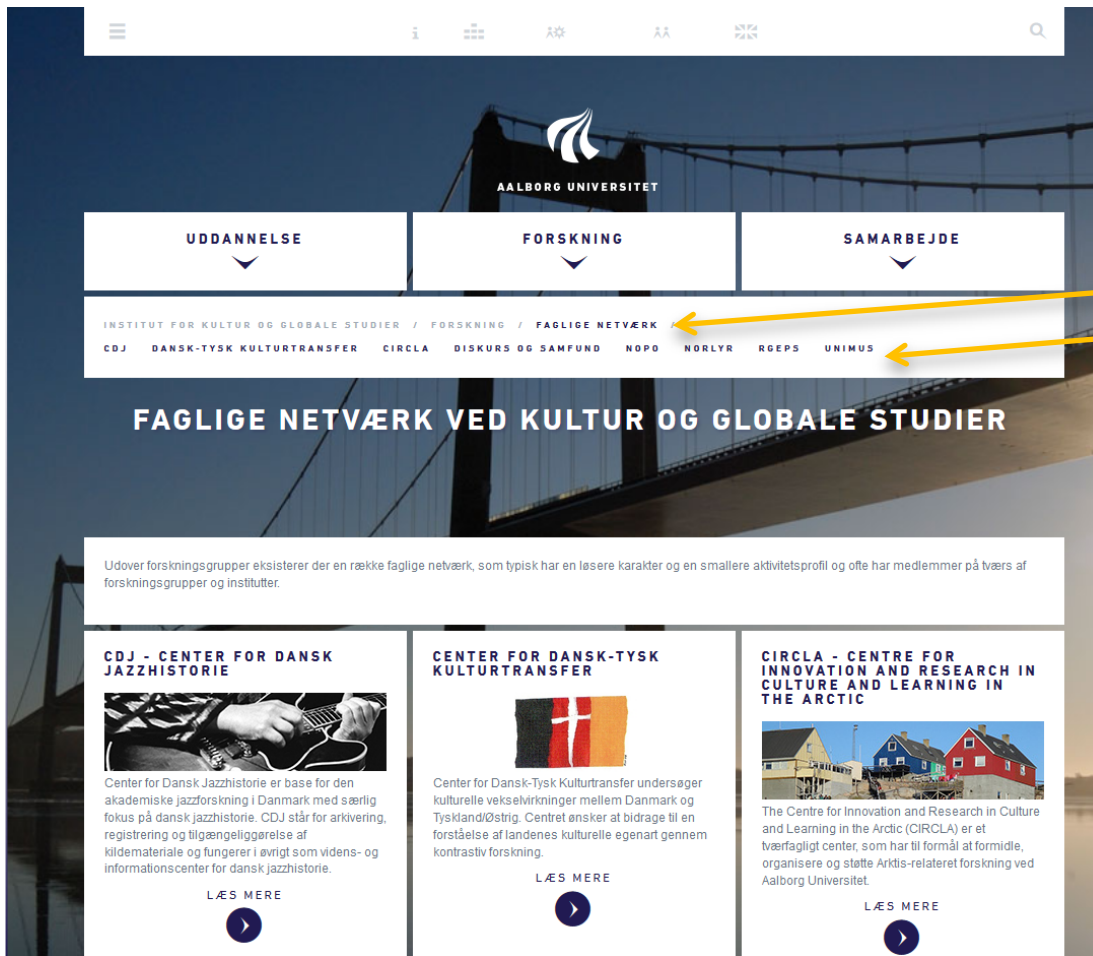 AALBORG UNIVERSITET
UDDANNELSE
FORSKNING
SAMARBEJDE
INSTITUT FOR KULTUR OG GLOBALE STUDIER / FORSKNING / FAGLIGE NETVÆRK /
CDJ DANSK-TYSK KULTURTRANSFER CIRCLA DISKURS OG SAMFUND NOPO NORLYR RGEPS UNIMUS
FAGLIGE NETVÆRK VED KULTUR OG GLOBALE STUDIER
Udover forskningsgrupper eksisterer der en række faglige netværk, som typisk har en løsere karakter og en smallere aktivitetsprofil og ofte har medlemmer på tværs af
forskningsgrupper og institutter.
CDJ - CENTER FOR DANSK
JAZZHISTORIE
Center for Dansk Jazzhistorie er base for den
akademiske jazzforskning i Danmark med særlig
fokus på dansk jazzhistorie. CDJ står for arkivering,
registrering og tilgængeliggørelse af
kildemateriale og fungerer i øvrigt som videns- og
informationscenter for dansk jazzhistorie.
LÆS MERE
CENTER FOR DANSK-TYSK
KULTURTRANSFER
Center for Dansk-Tysk Kulturtransfer undersøger
kulturelle vekselvirkninger mellem Danmark og
Tyskland/Østrig. Centret ønsker at bidrage til en
forståelse af landenes kulturelle egenart gennem
kontrastiv forskning.
LÆS MERE
CIRCLA - CENTRE FOR
INNOVATION AND RESEARCH IN
CULTURE AND LEARNING IN
THE ARCTIC
The Centre for Innovation and Research in Culture
and Learning in the Arctic (CIRCLA) er et
tværfagligt center, som har til formål at formidle,
organisere og støtte Arktis-relateret forskning ved
Aalborg Universitet.
LÆS MERE